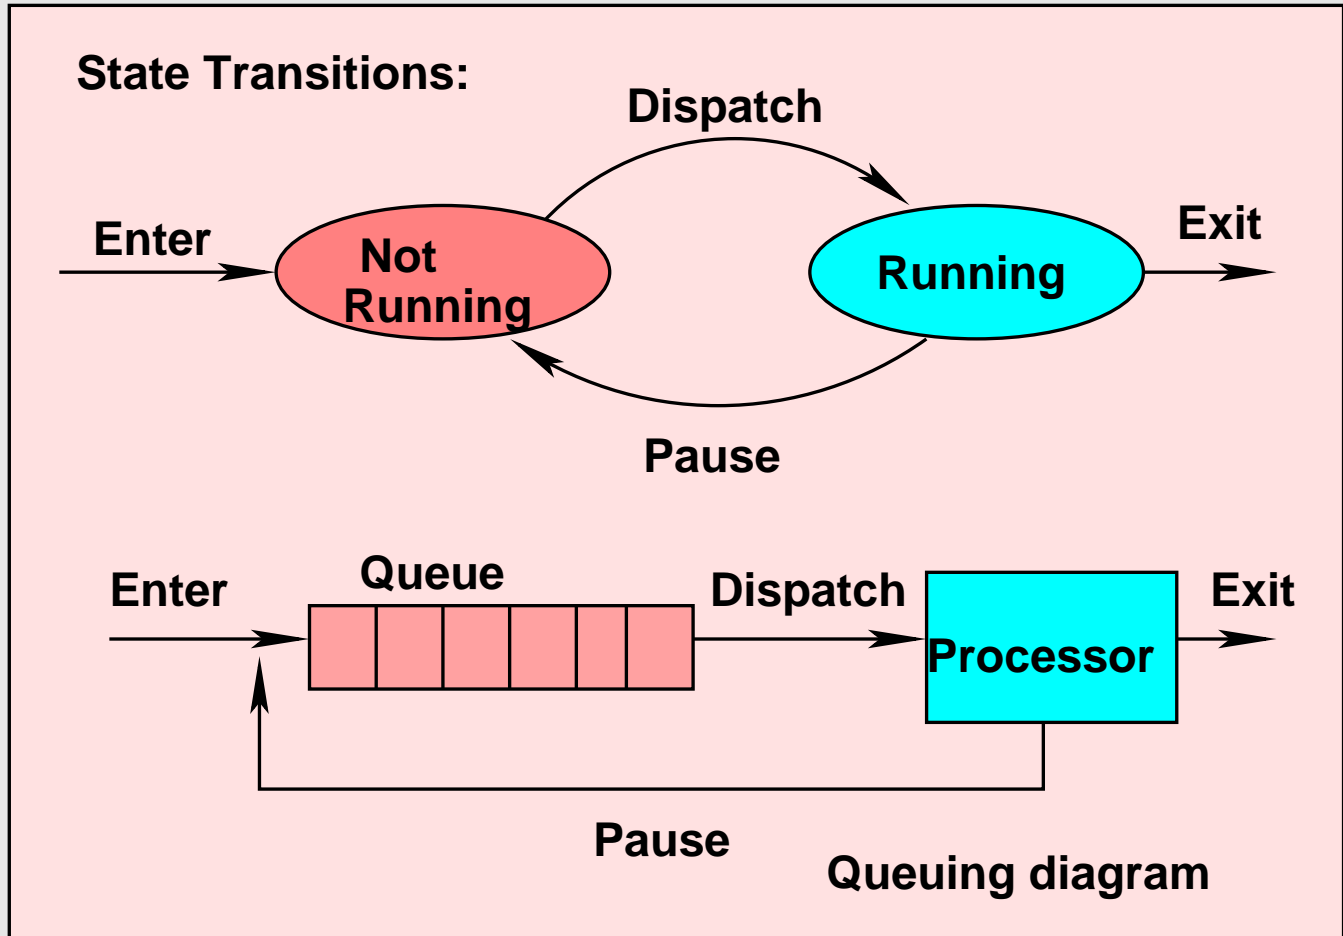 State Transitions:
Dispatch
Enter
Not
Running
Running
Exit
Pause
Enter
Queue
Dispatch
Processor
Exit
Pause
Queuing diagram